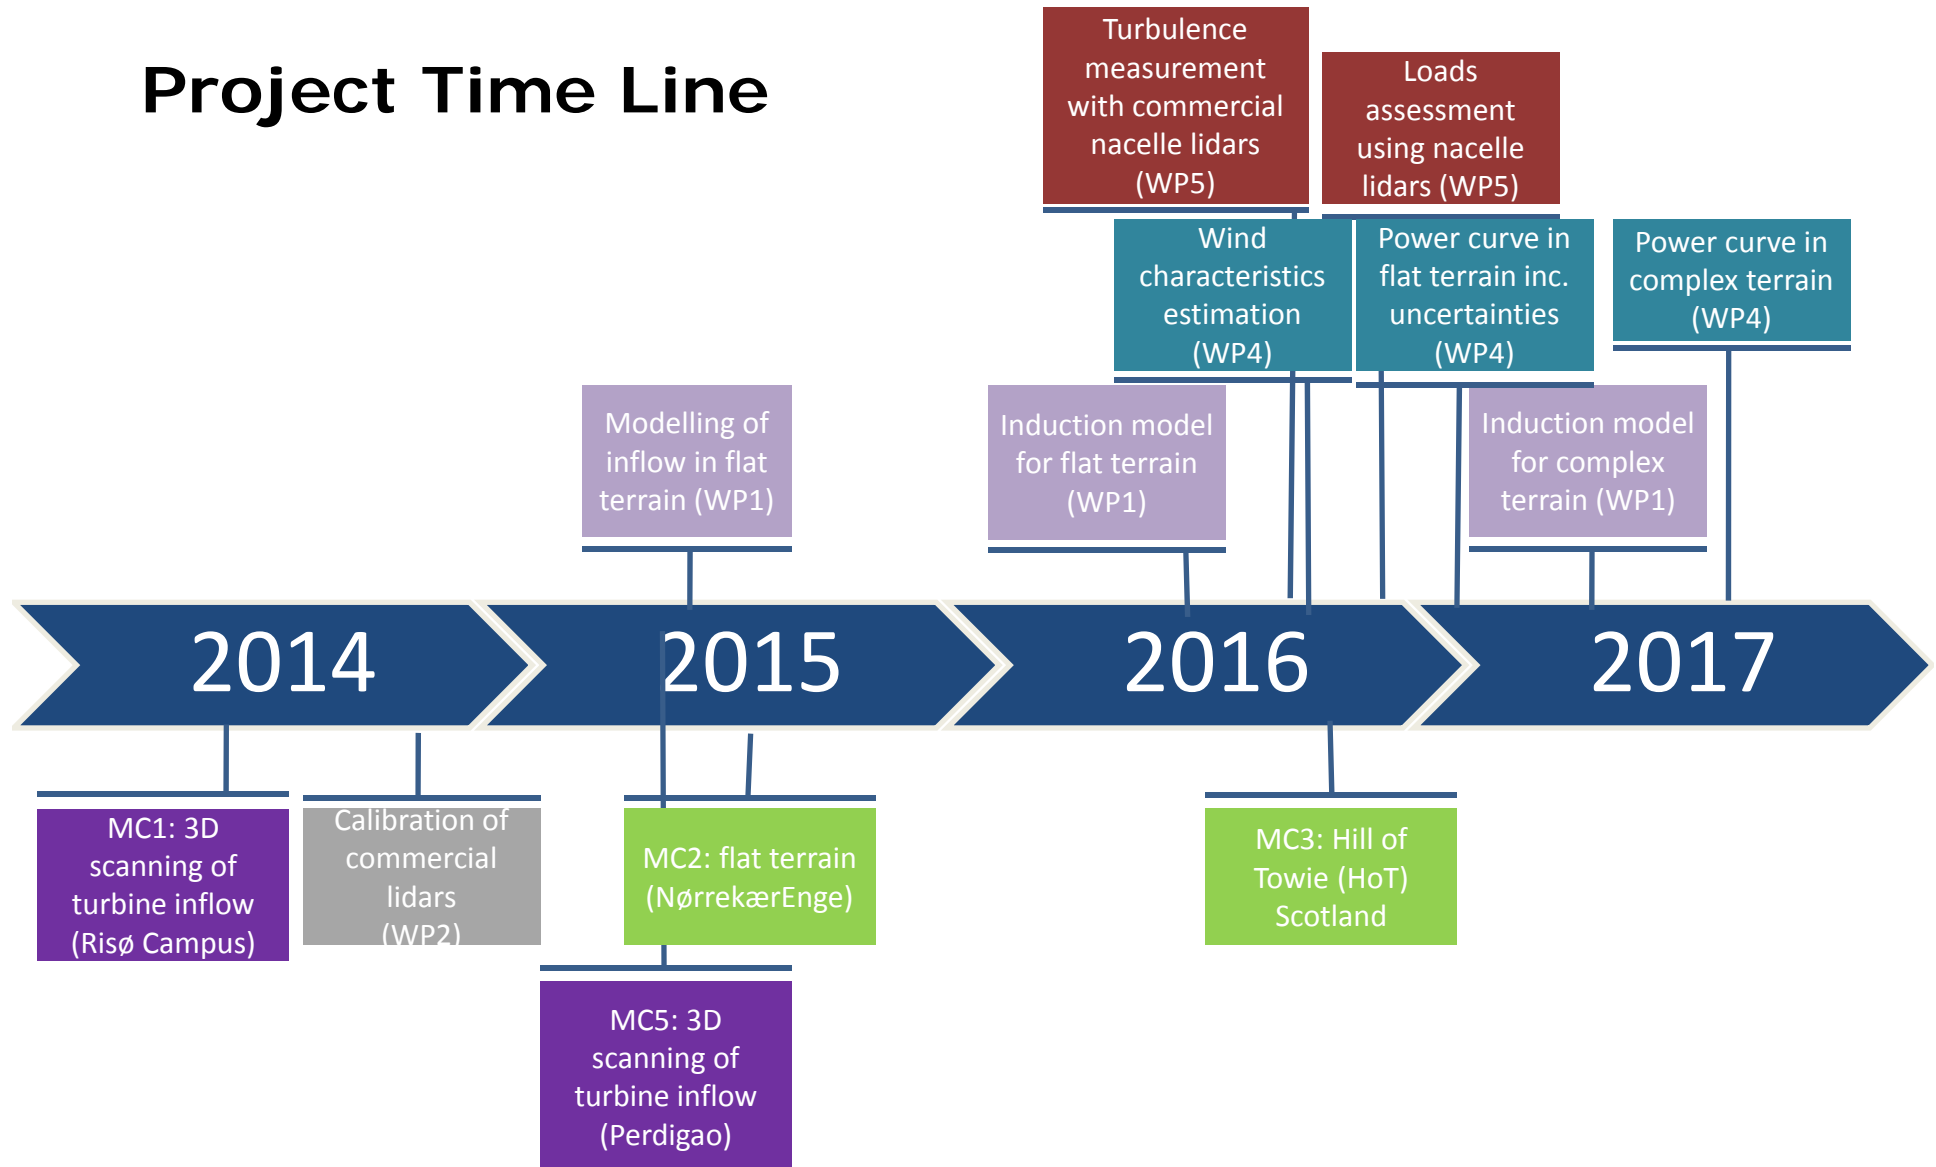 Project Time Line
Turbulence
measurement
with commercial
nacelle lidars
(WP5)
Loads
assessment
using nacelle
lidars (WP5)
Wind
characteristics
estimation
(WP4)
Power curve in
flat terrain inc.
uncertainties
(WP4)
Power curve in
complex terrain
(WP4)
Modelling of
inflow in flat
terrain (WP1)
Induction model
for flat terrain
(WP1)
Induction model
for complex
terrain (WP1)
2014
2015
2016
2017
MC1: 3D
scanning of
turbine inflow
(Risø Campus)
Calibration of
commercial
lidars
(WP2)
MC2: flat terrain
(NørrekærEnge)
MC3: Hill of
Towie (HoT)
Scotland
MC5: 3D
scanning of
turbine inflow
(Perdigao)